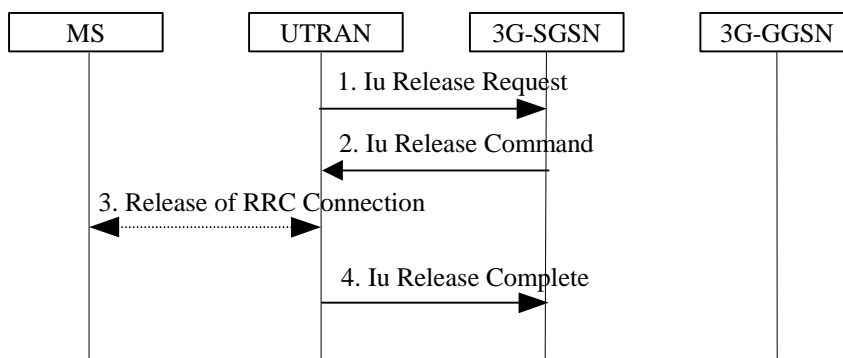 MS UTRAN 3G-SGSN 3G-GGSN
1. Iu Release Request
2. Iu Release Command
3. Release of RRC Connection
4. Iu Release Complete